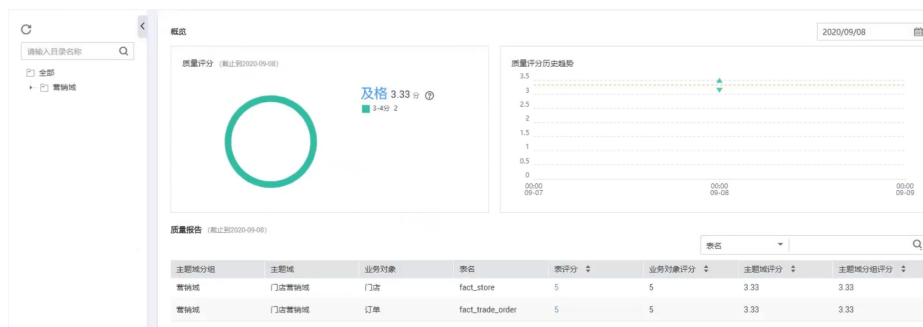 概览
2020/09/08
请输入目录名称
全部
营销域
质量评分 (截止到2020-09-08)
及格 3.33 分
3-4分 2
质量评分历史趋势
3.5
3
2.5
2
1.5
1
0.5
0
00:00 00:00 00:00
09-07 09-08 09-09
质量报告 (截止到2020-09-08)
表名
主题域分组 主题域 业务对象 表名 表评分 业务对象评分 主题域评分 主题域分组评分
营销域 门店营销域 门店 fact_store 5 5 3.33 3.33
营销域 门店营销域 订单 fact_trade_order 5 5 3.33 3.33